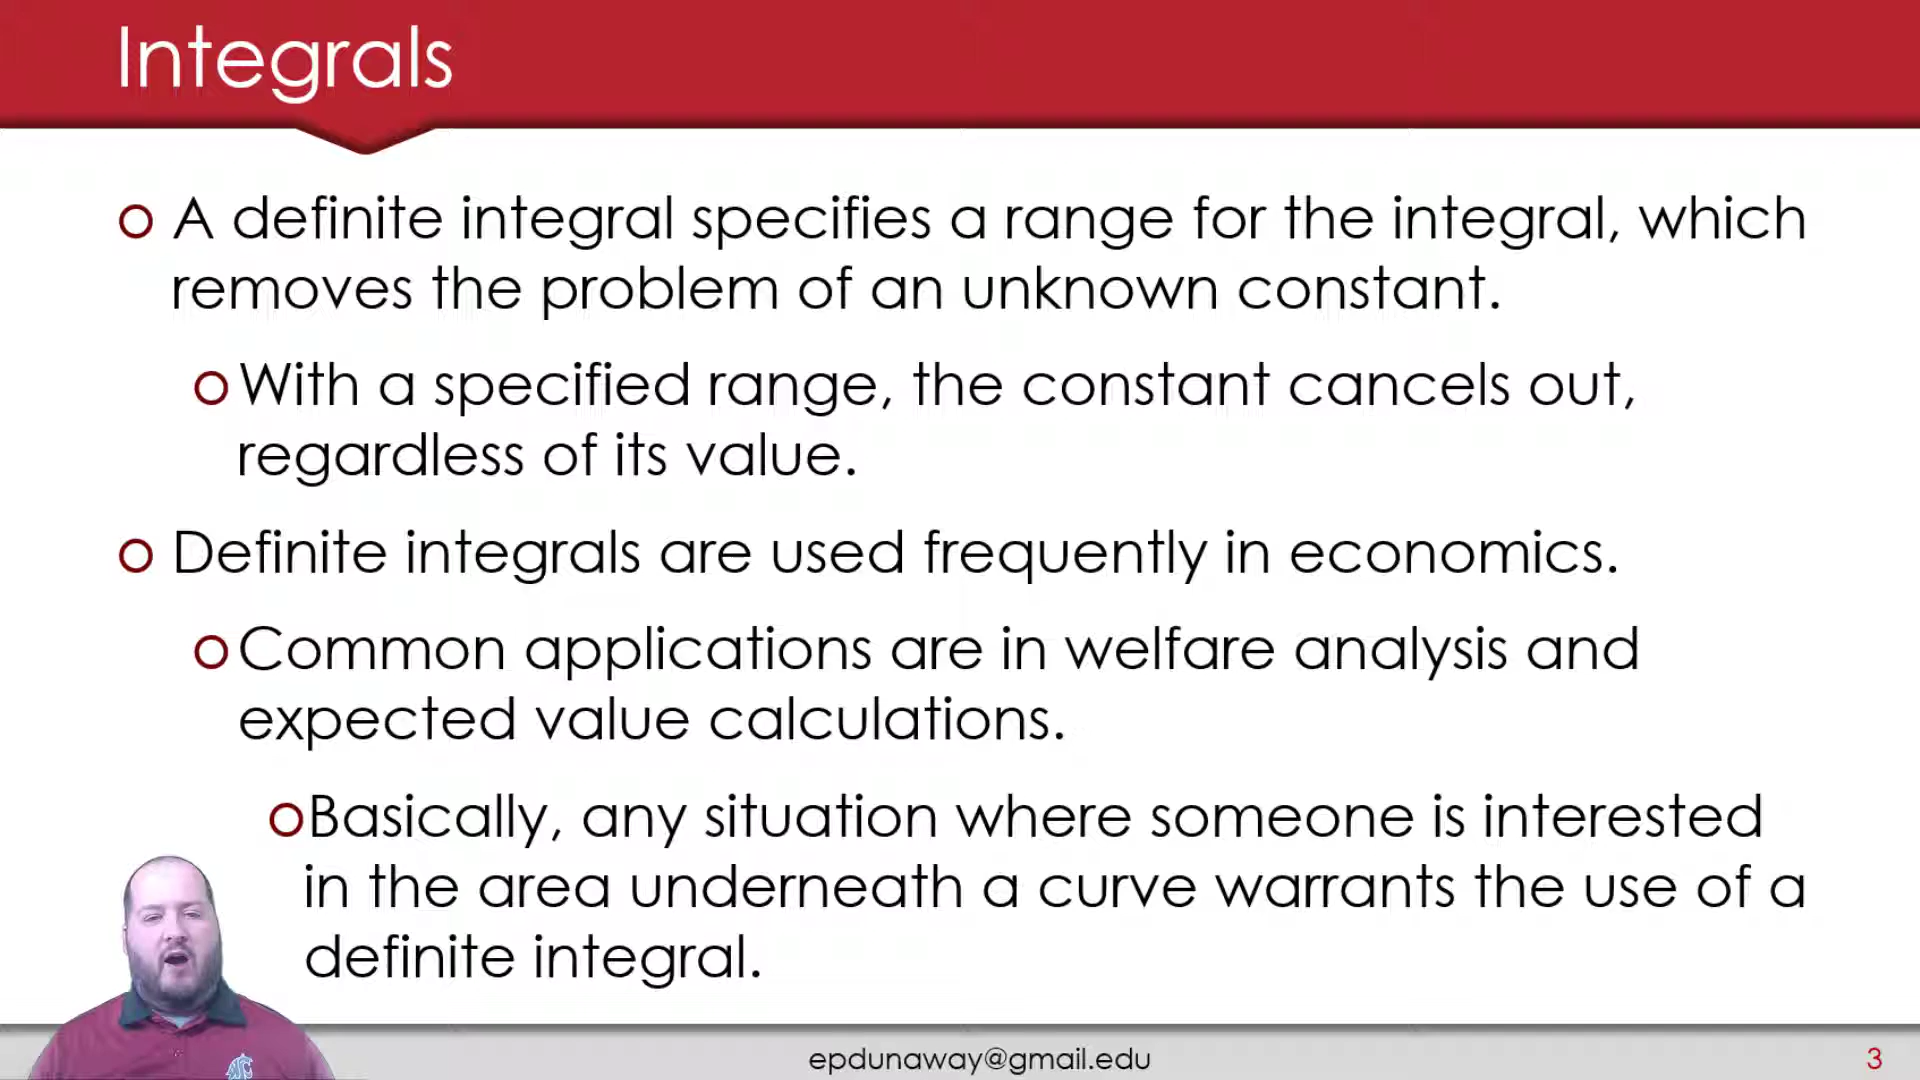 Integrals
A definite integral specifies a range for the integral, which
removes the problem of an unknown constant.
With a specified range, the constant cancels out,
regardless of its value.
Definite integrals are used frequently in economics.
Common applications are in welfare analysis and
expected value calculations.
Basically, any situation where someone is interested
in the area underneath a curve warrants the use of a
definite integral.
epdunaway@gmail.edu
3